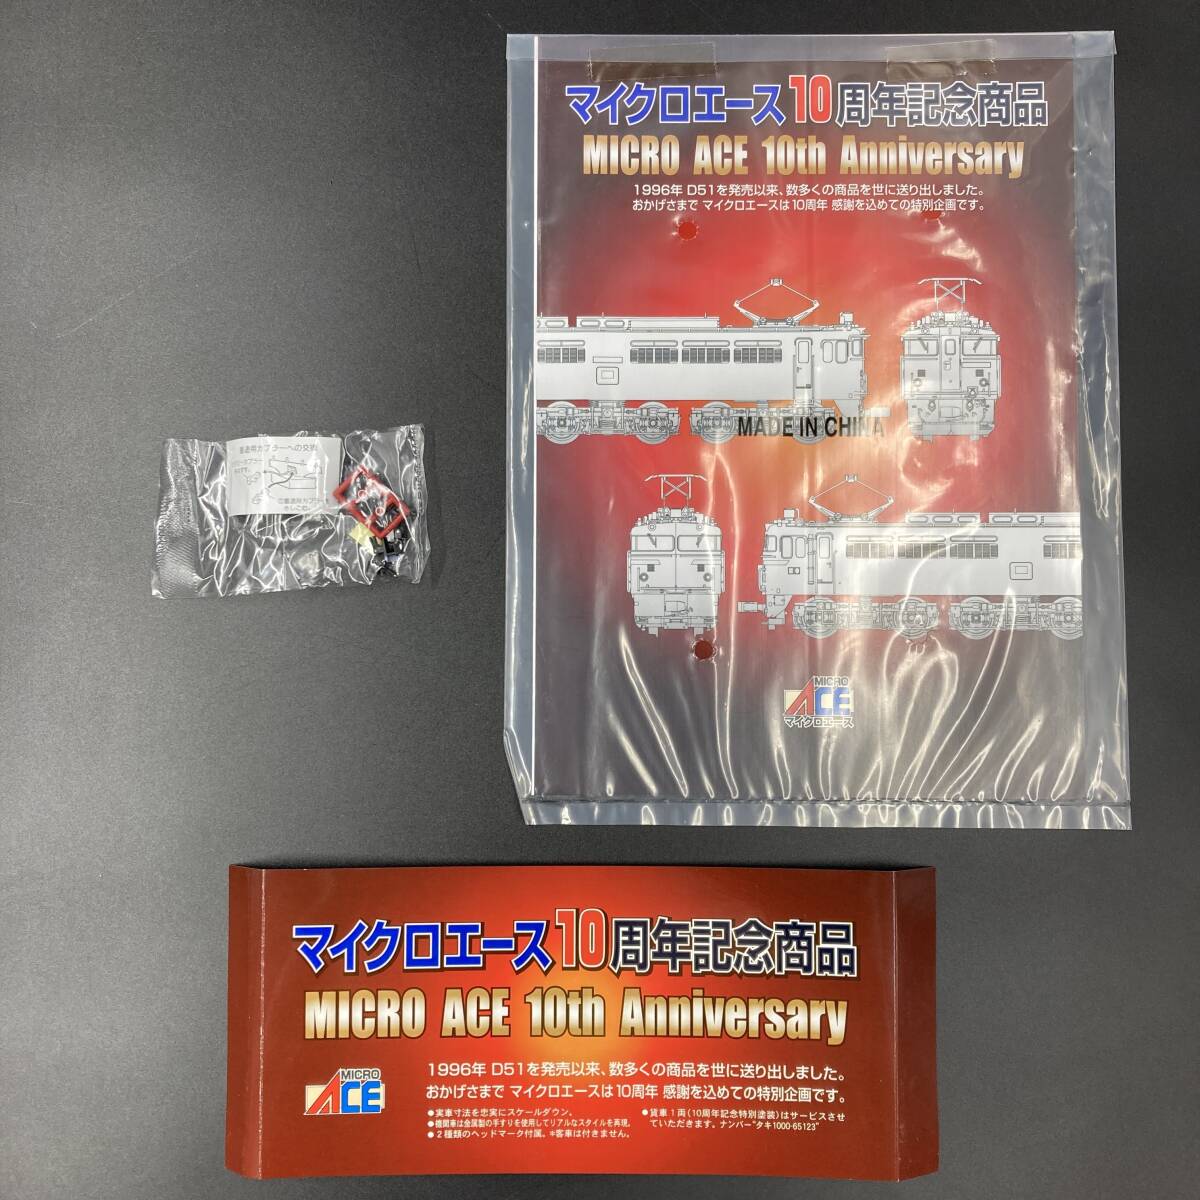 マイクロエース10周年記念商品
MICRO ACE 10th Anniversary
1996年 D51を発売以来、数多くの商品を世に送り出しました。
おかげさまで マイクロエースは10周年 感謝を込めての特別企画です。
MADE IN CHINA
MICRO
ACE
マイクロエース
重連用カプラーへの交換
マイクロエース10周年記念商品
MICRO ACE 10th Anniversary
MICRO
ACE
1996年 D51を発売以来、数多くの商品を世に送り出しました。
おかげさまで マイクロエースは10周年 感謝を込めての特別企画です。
●実車寸法を忠実にスケールダウン。
●機関車は金属製の手すりを使用してリアルなスタイルを再現。
●2種類のヘッドマーク付属。*客車は付きません。
●貨車1両(10周年記念特別塗装)はサービスさせ
ていただきます。ナンバー"タキ1000-65123"